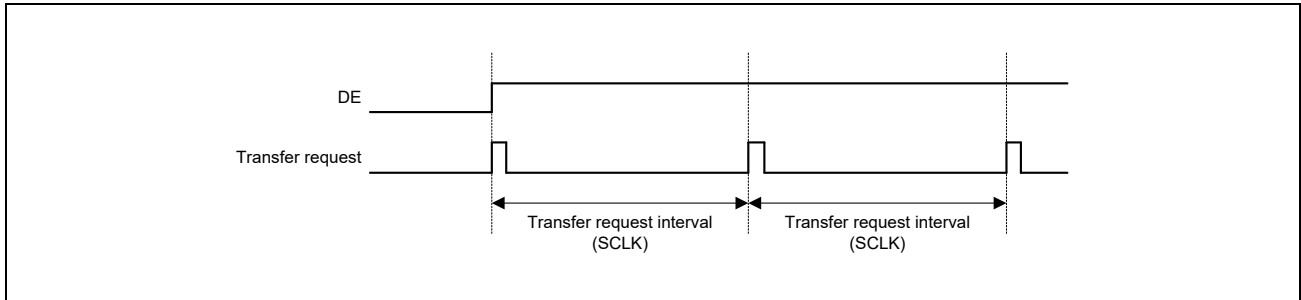 DE
Transfer request
Transfer request interval
(SCLK)
Transfer request interval
(SCLK)